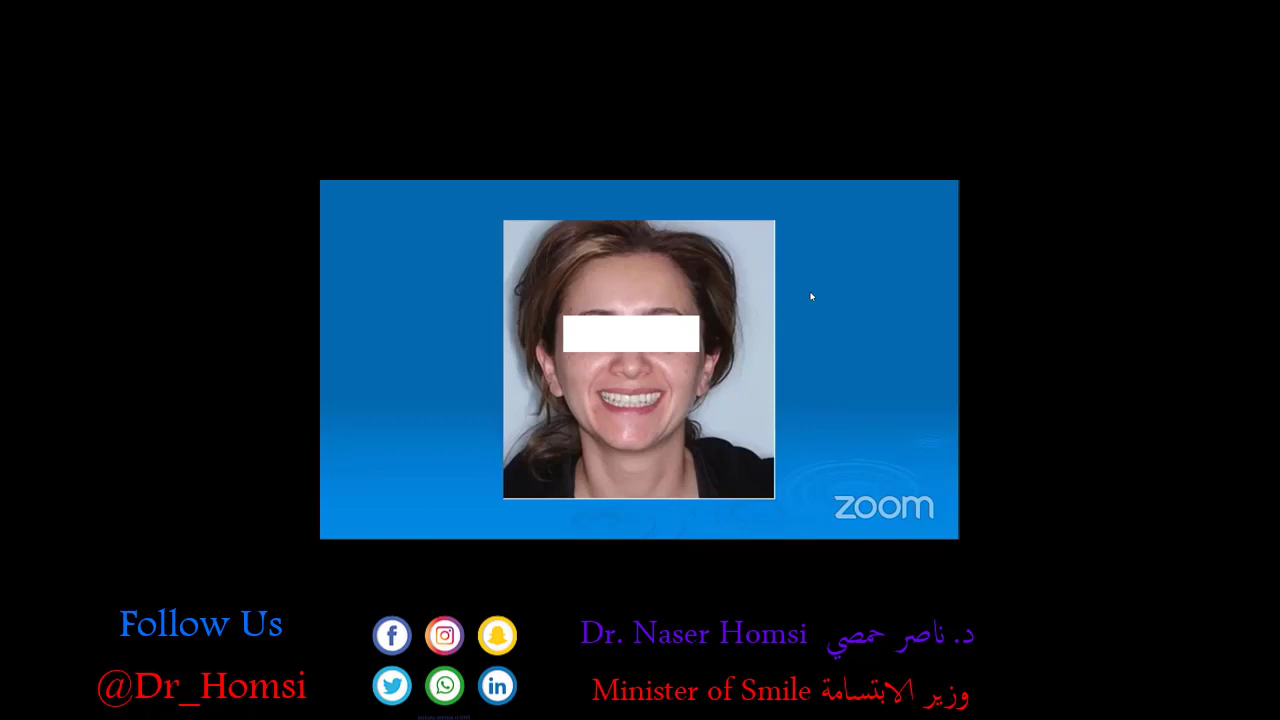 zoom
Follow Us
@Dr_Homsi
Dr. Naser Homsi د. ناصر حمصي
Minister of Smile وزير الابتسامة